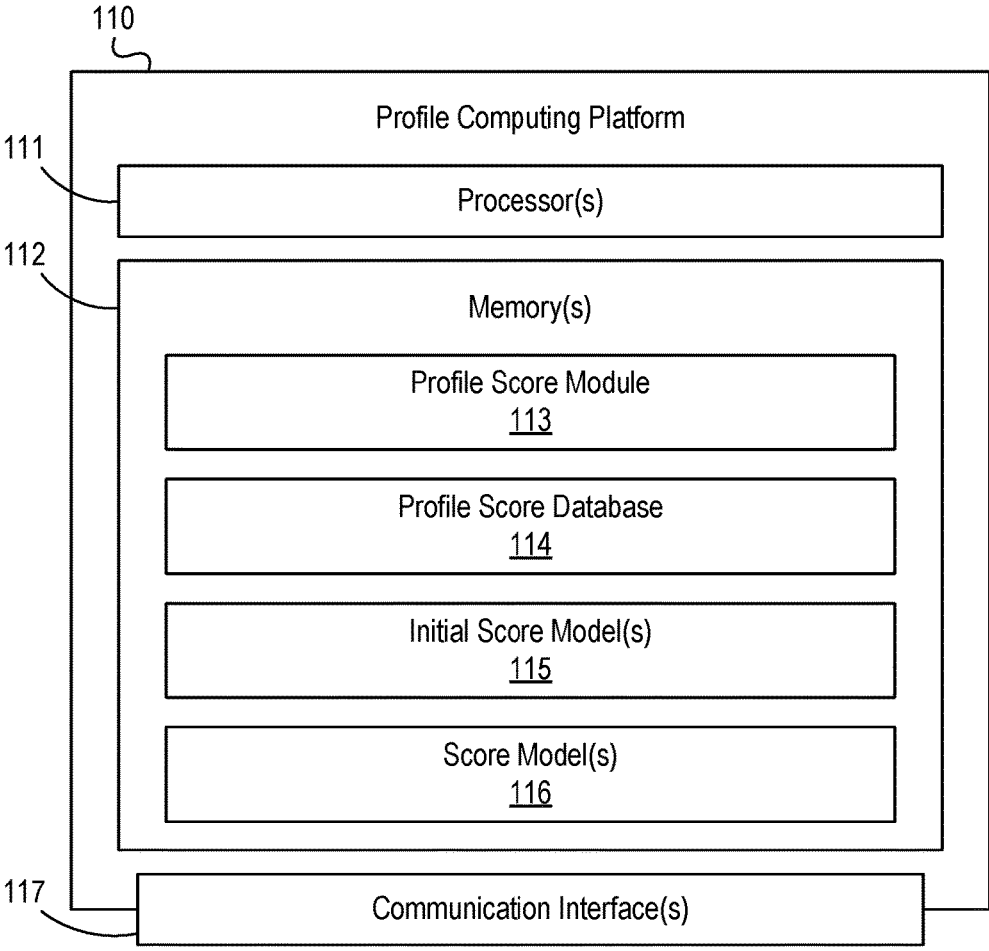 110
Profile Computing Platform
111
Processor(s)
112
Memory(s)
Profile Score Module
113
Profile Score Database
114
Initial Score Model(s)
115
Score Model(s)
116
117
Communication Interface(s)